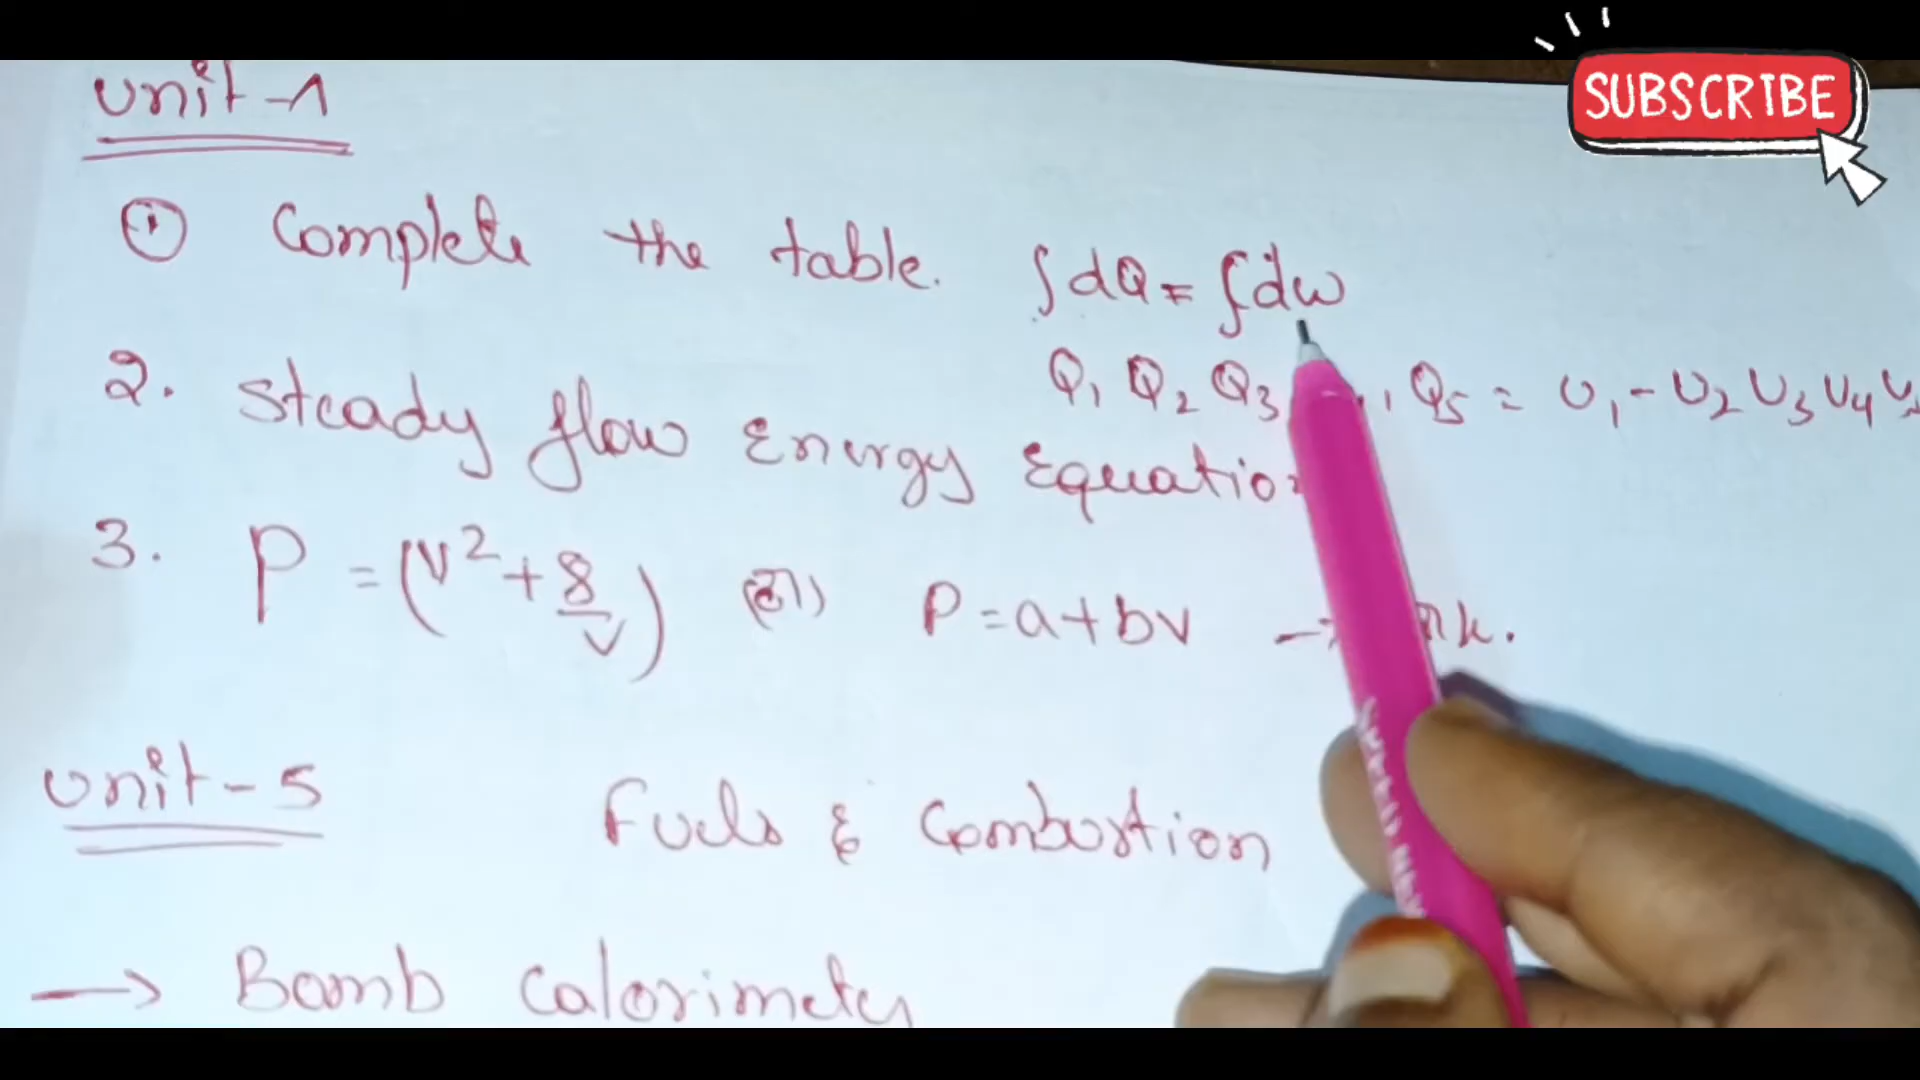 SUBSCRIBE
Unit-1
① Complete the table. ∫dQ = ∫dw
Q1 Q2 Q3 Q5 = U1 - U2 U3 U4
2. Steady flow Energy Equation
3. P = (V² + 8/V) (or) P = a + bv →
Unit-5 Fuels & Combustion
→ Bomb Calorimeter